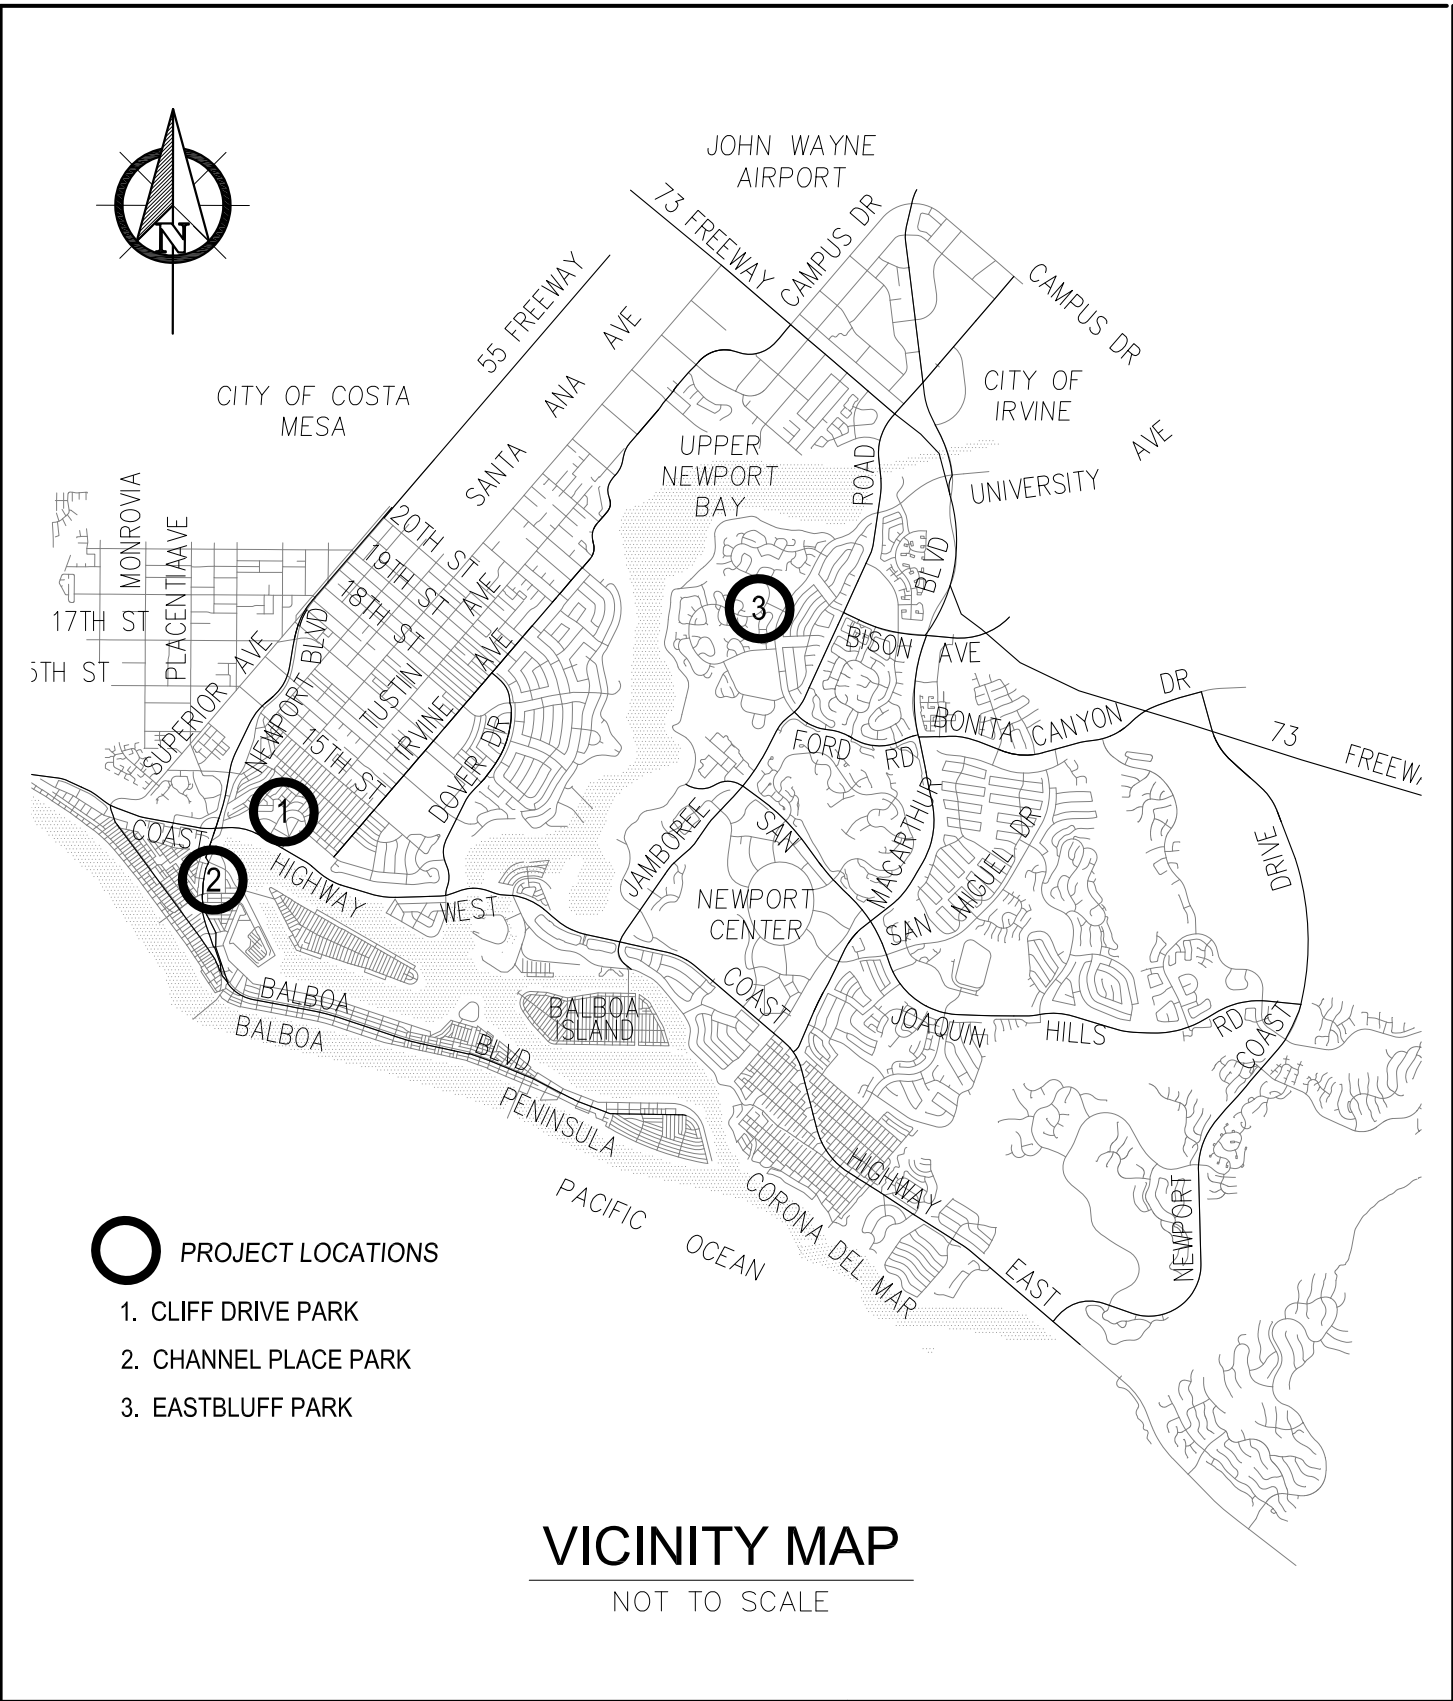 JOHN WAYNE
AIRPORT
73 FREEWAY
CAMPUS DR
CAMPUS DR
N
55 FREEWAY
SANTA ANA AVE
CITY OF COSTA
MESA
CITY OF
IRVINE
UPPER
NEWPORT
BAY
ROAD
UNIVERSITY AVE
MONROVIA
PLACENTIA AVE
20TH ST
19TH ST
18TH ST
17TH ST
5TH ST
SUPERIOR AVE
NEWPORT BLVD
TUSTIN AVE
IRVINE AVE
15TH ST
DOVER DR
3
BLVD
BISON AVE
BONITA CANYON DR
FORD RD
73 FREEW
1
2
JAMBOREE
SAN
MACARTHUR
SAN MIGUEL DR
DRIVE
COAST
HIGHWAY
WEST
NEWPORT
CENTER
COAST
BALBOA
BALBOA
BLVD
PENINSULA
BALBOA
ISLAND
JOAQUIN HILLS RD
COAST
NEWPORT
PACIFIC OCEAN
CORONA DEL MAR
HIGHWAY
EAST
PROJECT LOCATIONS
1. CLIFF DRIVE PARK
2. CHANNEL PLACE PARK
3. EASTBLUFF PARK
VICINITY MAP
NOT TO SCALE